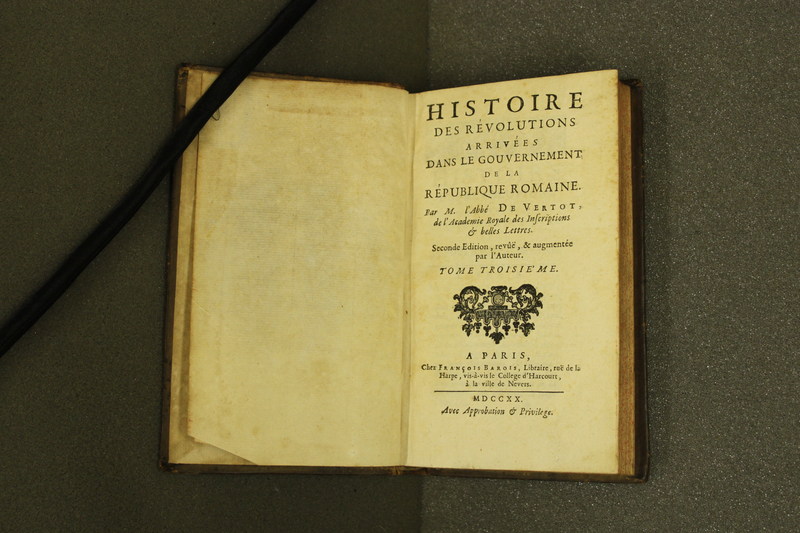 HISTOIRE
DES RÉVOLUTIONS
ARRIVÉES
DANS LE GOUVERNEMENT
DE LA
RÉPUBLIQUE ROMAINE.
Par M. l'Abbé DE VERTOT,
de l'Academie Royale des Inſcriptions
& belles Lettres.
Seconde Edition, revûë, & augmentée
par l'Auteur.
TOME TROISIE'ME.
A PARIS,
Chez FRANÇOIS BAROIS, Libraire, ruë de la
Harpe, vis-à-vis le College d'Harcourt,
à la ville de Nevers.
MDCCXX.
Avec Approbation & Privilege.